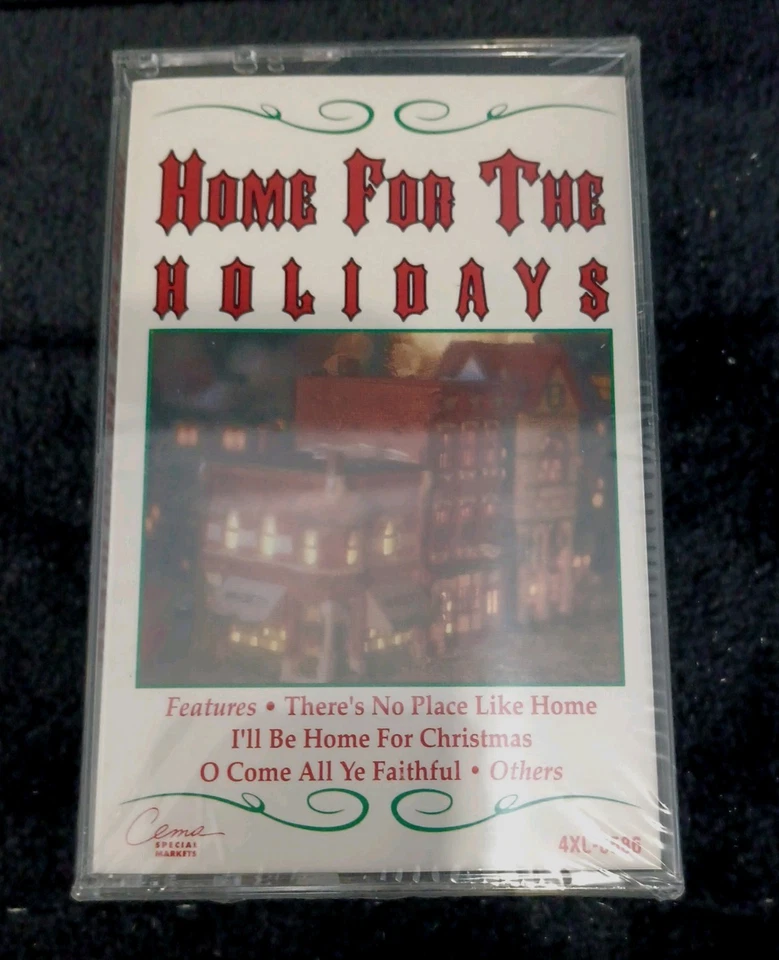 HOME FOR THE
HOLIDAYS
Features • There's No Place Like Home
I'll Be Home For Christmas
O Come All Ye Faithful • Others
Cema
SPECIAL
MARKETS